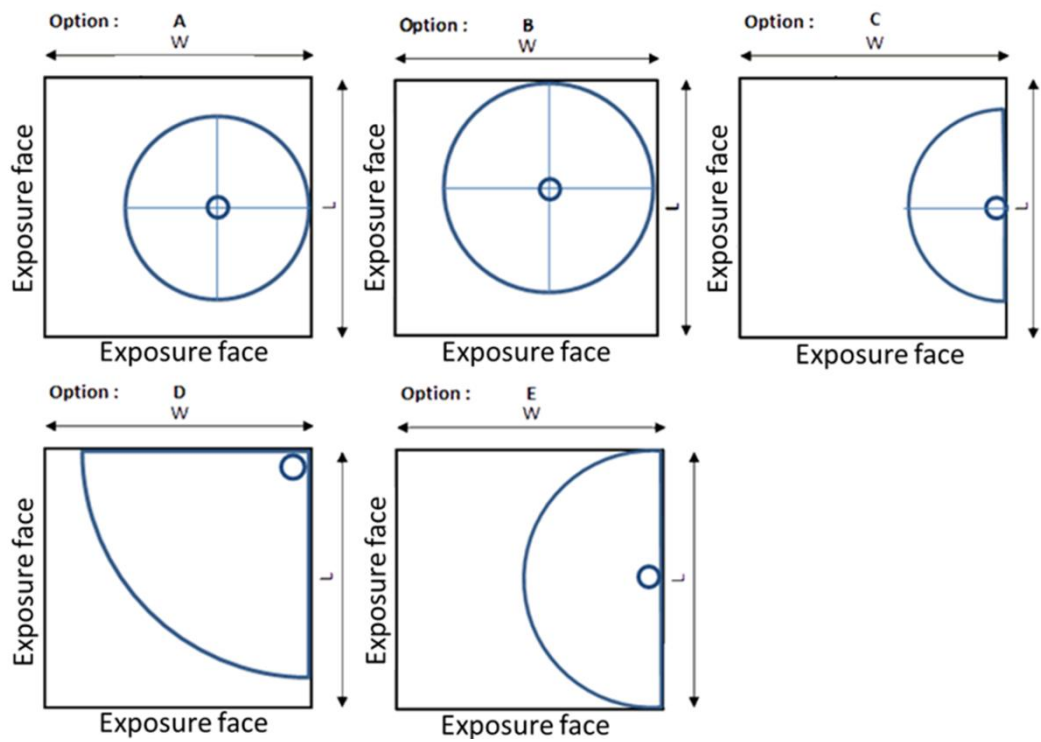 Option : A
W
Exposure face
L
Exposure face
Option : B
W
Exposure face
L
Exposure face
Option : C
W
Exposure face
L
Exposure face
Option : D
W
Exposure face
L
Exposure face
Option : E
W
Exposure face
L
Exposure face